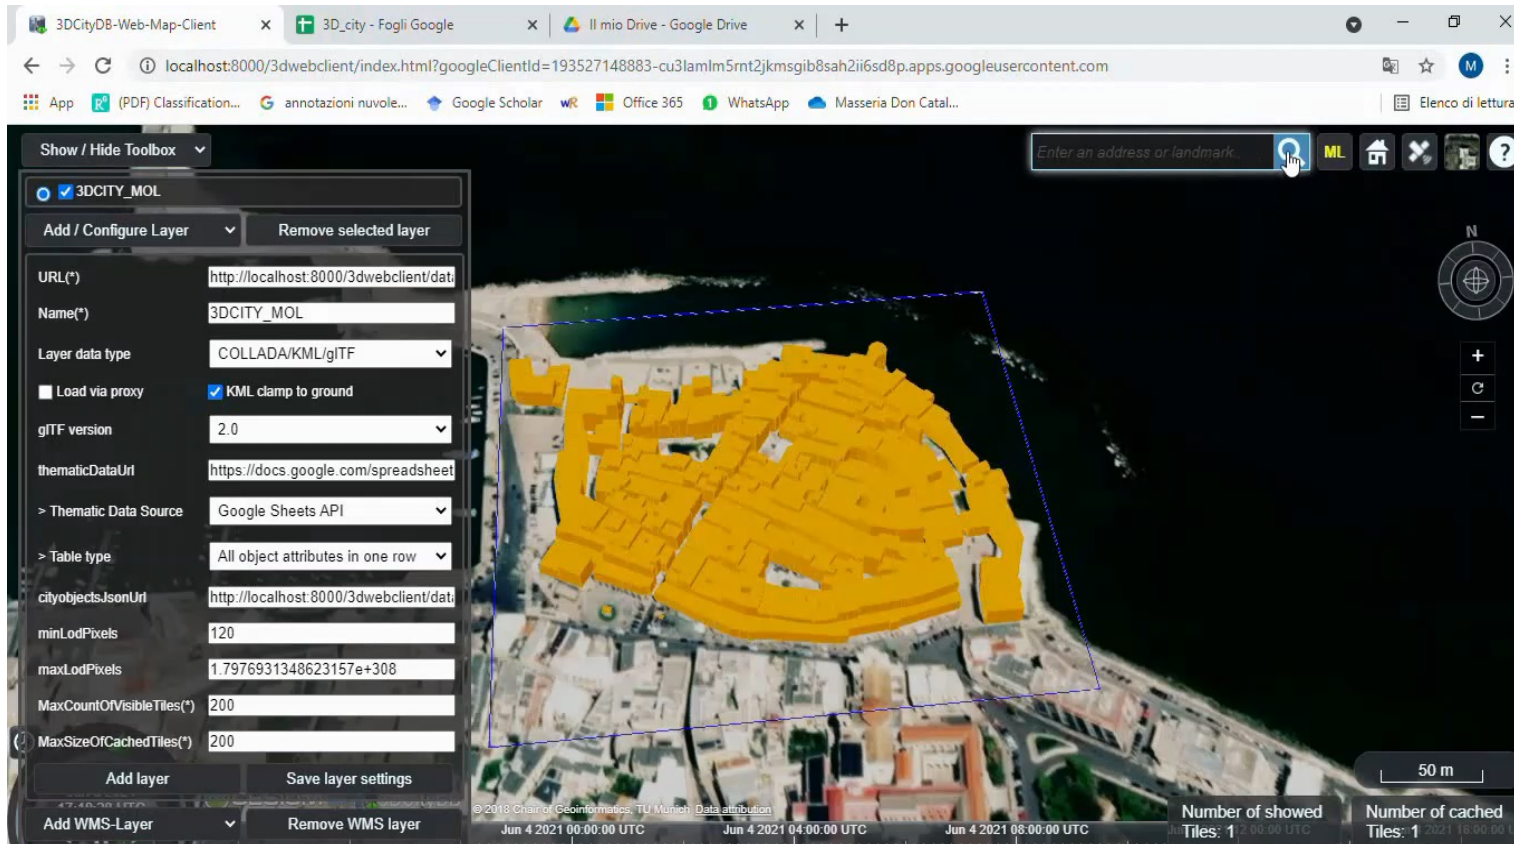 3DCityDB-Web-Map-Client
3D_city - Fogli Google
Il mio Drive - Google Drive
localhost:8000/3dwebclient/index.html?googleClientId=193527148883-cu3lamlm5rnt2jkmsgib8sah2ii6sd8p.apps.googleusercontent.com
M
App
(PDF) Classification...
annotazioni nuvole...
Google Scholar
wR
Office 365
WhatsApp
Masseria Don Catal...
Elenco di lettura
Show / Hide Toolbox
Enter an address or landmark..
ML
?
3DCITY_MOL
Add / Configure Layer
Remove selected layer
URL(*)
http://localhost:8000/3dwebclient/data
Name(*)
3DCITY_MOL
Layer data type
COLLADA/KML/glTF
Load via proxy
KML clamp to ground
glTF version
2.0
thematicDataUrl
https://docs.google.com/spreadsheet
> Thematic Data Source
Google Sheets API
> Table type
All object attributes in one row
cityobjectsJsonUrl
http://localhost:8000/3dwebclient/data
minLodPixels
120
maxLodPixels
1.7976931348623157e+308
MaxCountOfVisibleTiles(*)
200
MaxSizeOfCachedTiles(*)
200
Add layer
Save layer settings
Add WMS-Layer
Remove WMS layer
N
+
−
50 m
© 2018 Chair of Geoinformatics, TU Munich Data attribution
Jun 4 2021 00:00:00 UTC
Jun 4 2021 04:00:00 UTC
Jun 4 2021 08:00:00 UTC
Number of showed
Tiles: 1
Number of cached
Tiles: 1